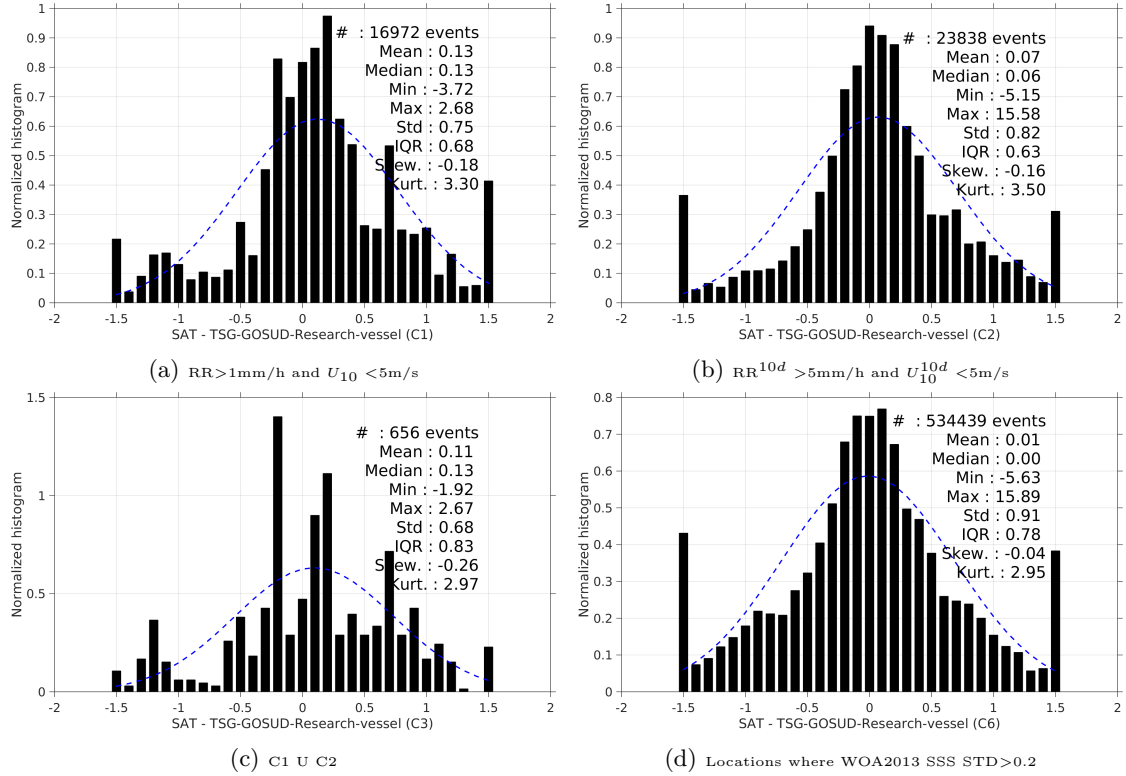 1
0.9
0.8
0.7
0.6
0.5
0.4
0.3
0.2
0.1
0
Normalized histogram
# : 16972 events
Mean : 0.13
Median : 0.13
Min : -3.72
Max : 2.68
Std : 0.75
IQR : 0.68
Skew. : -0.18
Kurt. : 3.30
-2 -1.5 -1 -0.5 0 0.5 1 1.5 2
SAT - TSG-GOSUD-Research-vessel (C1)
(a) RR>1mm/h and U10 <5m/s
1
0.9
0.8
0.7
0.6
0.5
0.4
0.3
0.2
0.1
0
Normalized histogram
# : 23838 events
Mean : 0.07
Median : 0.06
Min : -5.15
Max : 15.58
Std : 0.82
IQR : 0.63
Skew. : -0.16
Kurt. : 3.50
-2 -1.5 -1 -0.5 0 0.5 1 1.5 2
SAT - TSG-GOSUD-Research-vessel (C2)
(b) RR^10d >5mm/h and U_10^10d <5m/s
1.5
1
0.5
0
Normalized histogram
# : 656 events
Mean : 0.11
Median : 0.13
Min : -1.92
Max : 2.67
Std : 0.68
IQR : 0.83
Skew. : -0.26
Kurt. : 2.97
-2 -1.5 -1 -0.5 0 0.5 1 1.5 2
SAT - TSG-GOSUD-Research-vessel (C3)
(c) C1 U C2
0.8
0.7
0.6
0.5
0.4
0.3
0.2
0.1
0
Normalized histogram
# : 534439 events
Mean : 0.01
Median : 0.00
Min : -5.63
Max : 15.89
Std : 0.91
IQR : 0.78
Skew. : -0.04
Kurt. : 2.95
-2 -1.5 -1 -0.5 0 0.5 1 1.5 2
SAT - TSG-GOSUD-Research-vessel (C6)
(d) Locations where WOA2013 SSS STD>0.2